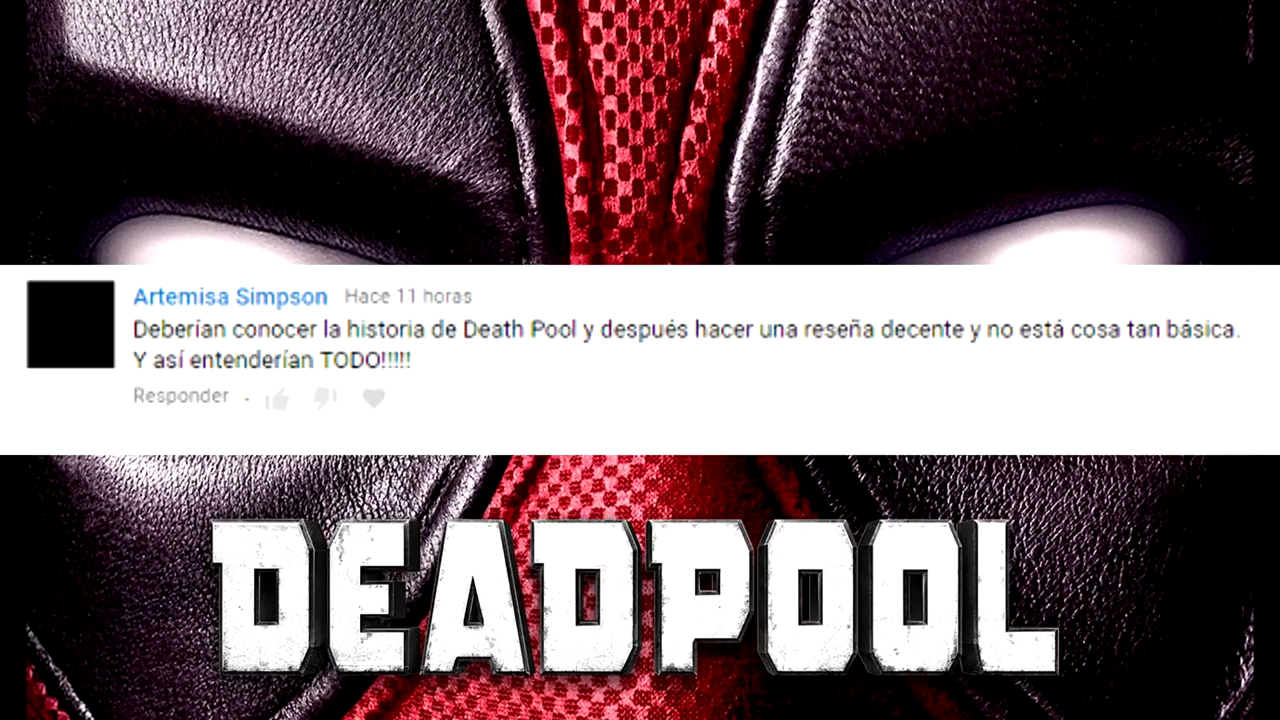 Artemisa Simpson Hace 11 horas
Deberían conocer la historia de Death Pool y después hacer una reseña decente y no está cosa tan básica.
Y así entenderían TODO!!!!!
Responder .
DEADPOOL